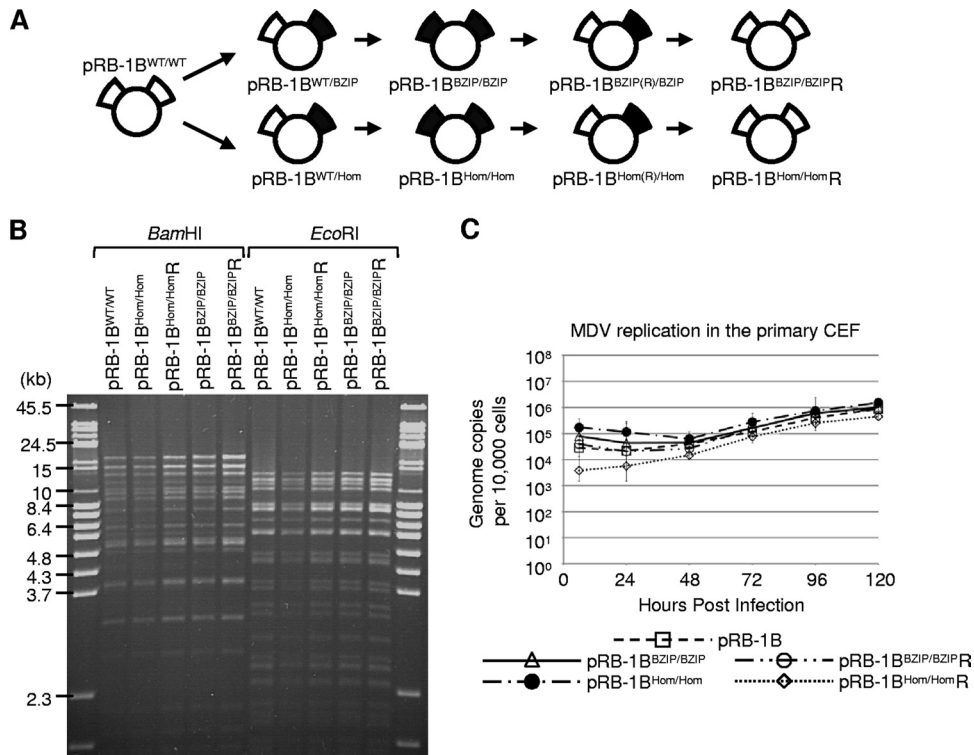 A
pRB-1BWT/WT
pRB-1BWT/BZIP
pRB-1BBZIP/BZIP
pRB-1BBZIP(R)/BZIP
pRB-1BBZIP/BZIPR
pRB-1BWT/Hom
pRB-1BHom/Hom
pRB-1BHom(R)/Hom
pRB-1BHom/HomR
B
BamHI
EcoRI
pRB-1BWT/WT
pRB-1BHom/Hom
pRB-1BHom/HomR
pRB-1BBZIP/BZIP
pRB-1BBZIP/BZIPR
pRB-1BWT/WT
pRB-1BHom/Hom
pRB-1BHom/HomR
pRB-1BBZIP/BZIP
pRB-1BBZIP/BZIPR
(kb)
45.5
24.5
15
10
8.4
6.4
4.8
4.3
3.7
2.3
C
MDV replication in the primary CEF
Genome copies
per 10,000 cells
10⁸
10⁷
10⁶
10⁵
10⁴
10³
10²
10¹
10⁰
0 24 48 72 96 120
Hours Post Infection
pRB-1B
pRB-1BBZIP/BZIP
pRB-1BBZIP/BZIPR
pRB-1BHom/Hom
pRB-1BHom/HomR